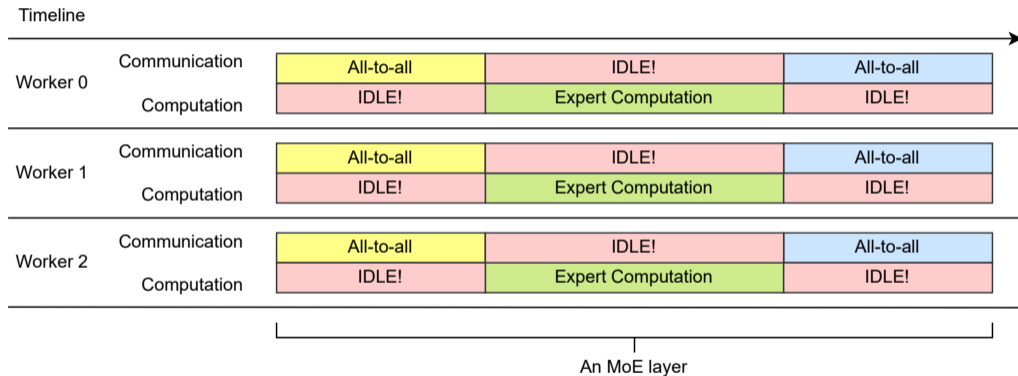 Timeline
Worker 0
Communication
All-to-all
IDLE!
All-to-all
Computation
IDLE!
Expert Computation
IDLE!
Worker 1
Communication
All-to-all
IDLE!
All-to-all
Computation
IDLE!
Expert Computation
IDLE!
Worker 2
Communication
All-to-all
IDLE!
All-to-all
Computation
IDLE!
Expert Computation
IDLE!
An MoE layer